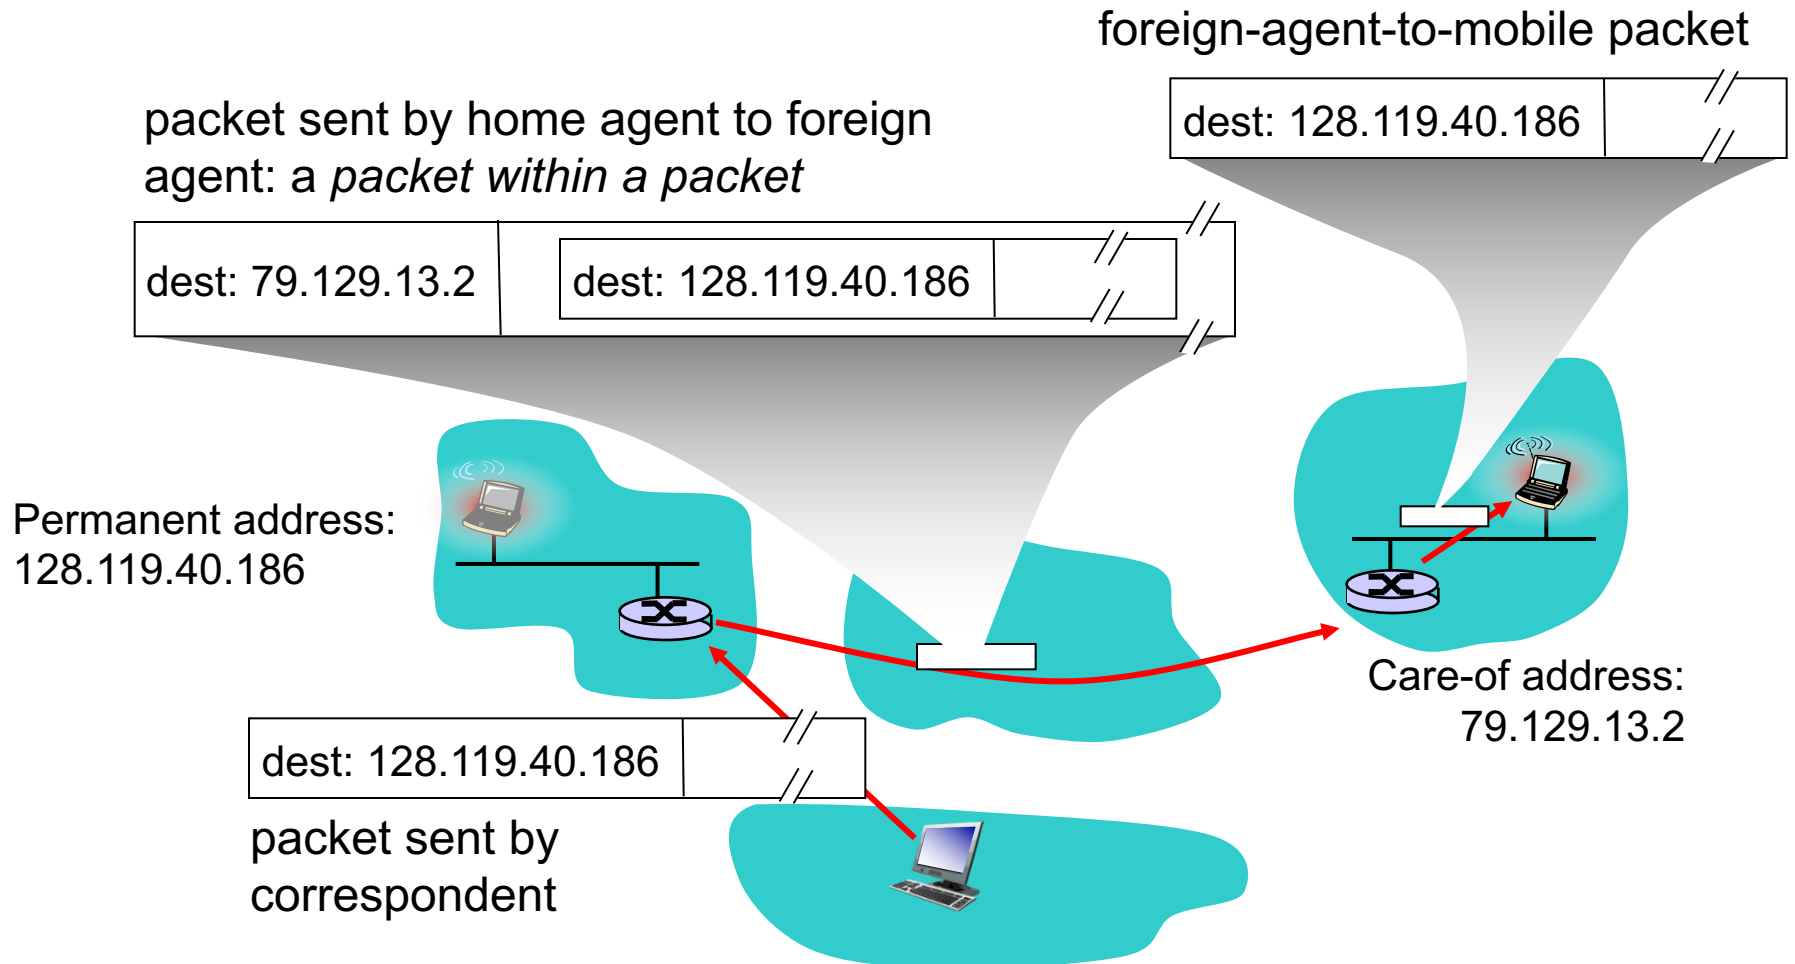 foreign-agent-to-mobile packet
dest: 128.119.40.186
packet sent by home agent to foreign
agent: a packet within a packet
dest: 79.129.13.2
dest: 128.119.40.186
Permanent address:
128.119.40.186
Care-of address:
79.129.13.2
dest: 128.119.40.186
packet sent by
correspondent